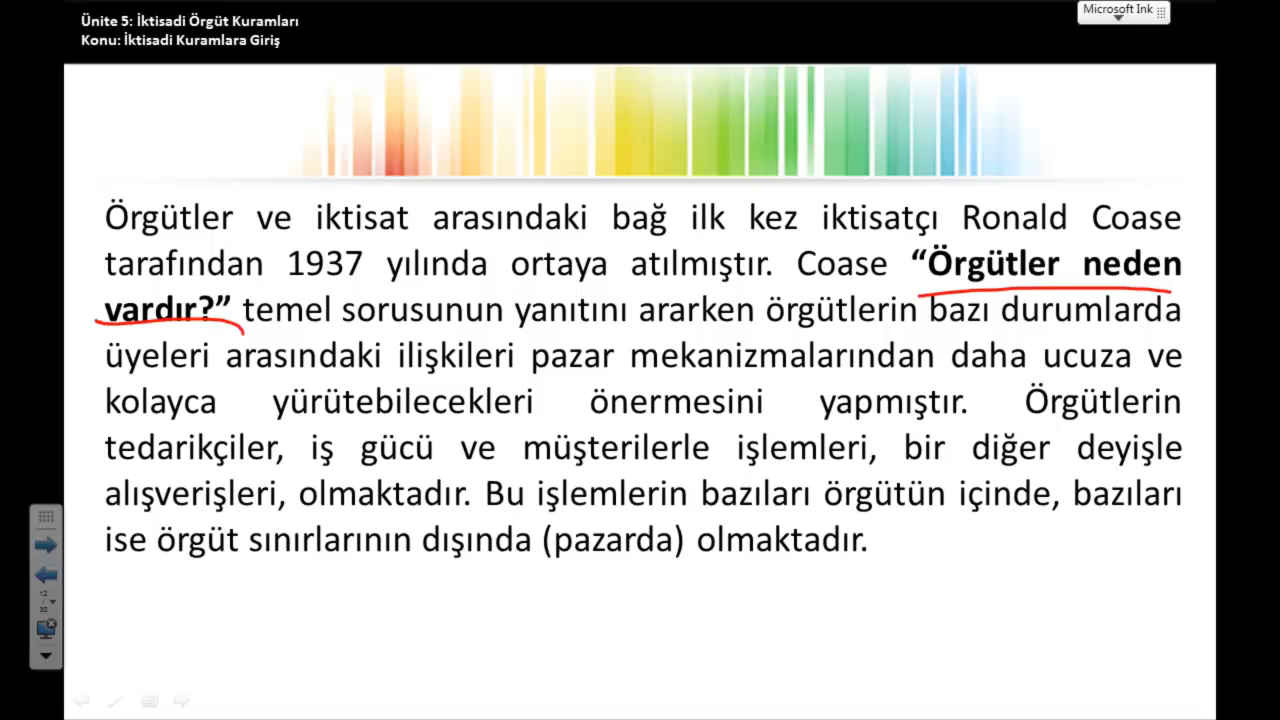 Ünite 5: İktisadi Örgüt Kuramları
Konu: İktisadi Kuramlara Giriş
Microsoft Ink
Örgütler ve iktisat arasındaki bağ ilk kez iktisatçı Ronald Coase
tarafından 1937 yılında ortaya atılmıştır. Coase “Örgütler neden
vardır?” temel sorusunun yanıtını ararken örgütlerin bazı durumlarda
üyeleri arasındaki ilişkileri pazar mekanizmalarından daha ucuza ve
kolayca yürütebilecekleri önermesini yapmıştır. Örgütlerin
tedarikçiler, iş gücü ve müşterilerle işlemleri, bir diğer deyişle
alışverişleri, olmaktadır. Bu işlemlerin bazıları örgütün içinde, bazıları
ise örgüt sınırlarının dışında (pazarda) olmaktadır.